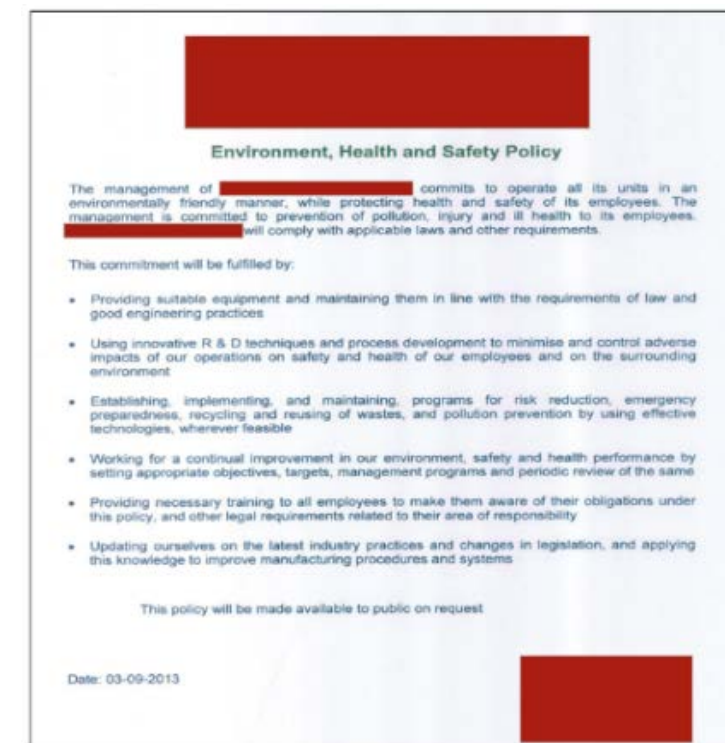 Environment, Health and Safety Policy
The management of commits to operate all its units in an
environmentally friendly manner, while protecting health and safety of its employees. The
management is committed to prevention of pollution, injury and ill health to its employees.
will comply with applicable laws and other requirements.
This commitment will be fulfilled by:
• Providing suitable equipment and maintaining them in line with the requirements of law and
good engineering practices
• Using innovative R & D techniques and process development to minimise and control adverse
impacts of our operations on safety and health of our employees and on the surrounding
environment
• Establishing, implementing, and maintaining, programs for risk reduction, emergency
preparedness, recycling and reusing of wastes, and pollution prevention by using effective
technologies, wherever feasible
• Working for a continual improvement in our environment, safety and health performance by
setting appropriate objectives, targets, management programs and periodic review of the same
• Providing necessary training to all employees to make them aware of their obligations under
this policy, and other legal requirements related to their area of responsibility
• Updating ourselves on the latest industry practices and changes in legislation, and applying
this knowledge to improve manufacturing procedures and systems
This policy will be made available to public on request
Date: 03-09-2013